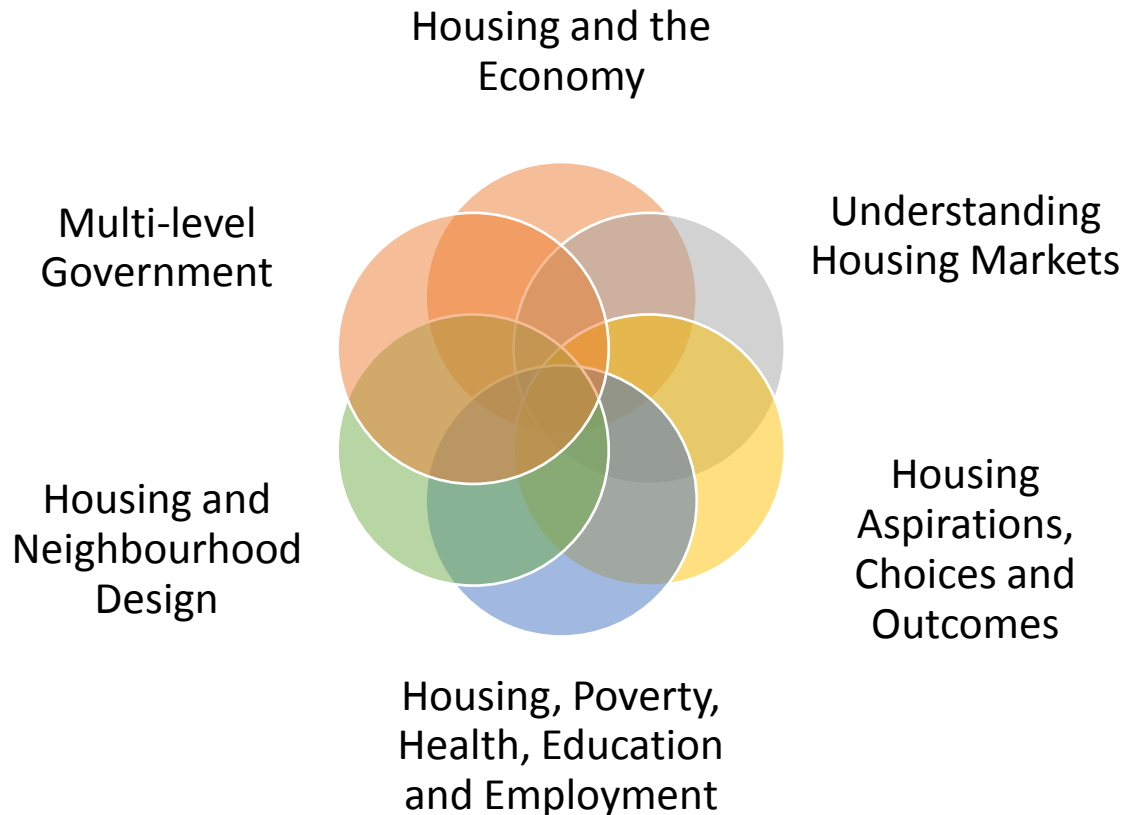 Housing and the
Economy
Multi-level
Government
Understanding
Housing Markets
Housing and
Neighbourhood
Design
Housing
Aspirations,
Choices and
Outcomes
Housing, Poverty,
Health, Education
and Employment